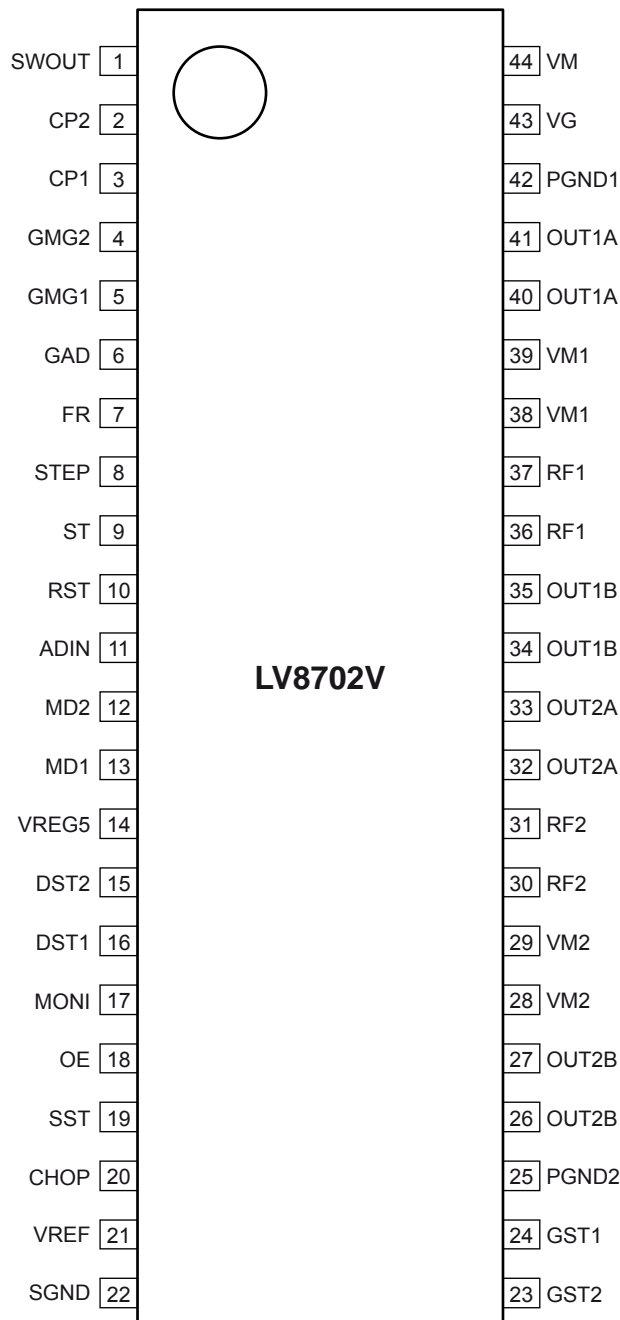 SWOUT 1 44 VM
CP2 2 43 VG
CP1 3 42 PGND1
GMG2 4 41 OUT1A
GMG1 5 40 OUT1A
GAD 6 39 VM1
FR 7 38 VM1
STEP 8 37 RF1
ST 9 36 RF1
RST 10 35 OUT1B
ADIN 11 34 OUT1B
LV8702V
MD2 12 33 OUT2A
MD1 13 32 OUT2A
VREG5 14 31 RF2
DST2 15 30 RF2
DST1 16 29 VM2
MONI 17 28 VM2
OE 18 27 OUT2B
SST 19 26 OUT2B
CHOP 20 25 PGND2
VREF 21 24 GST1
SGND 22 23 GST2